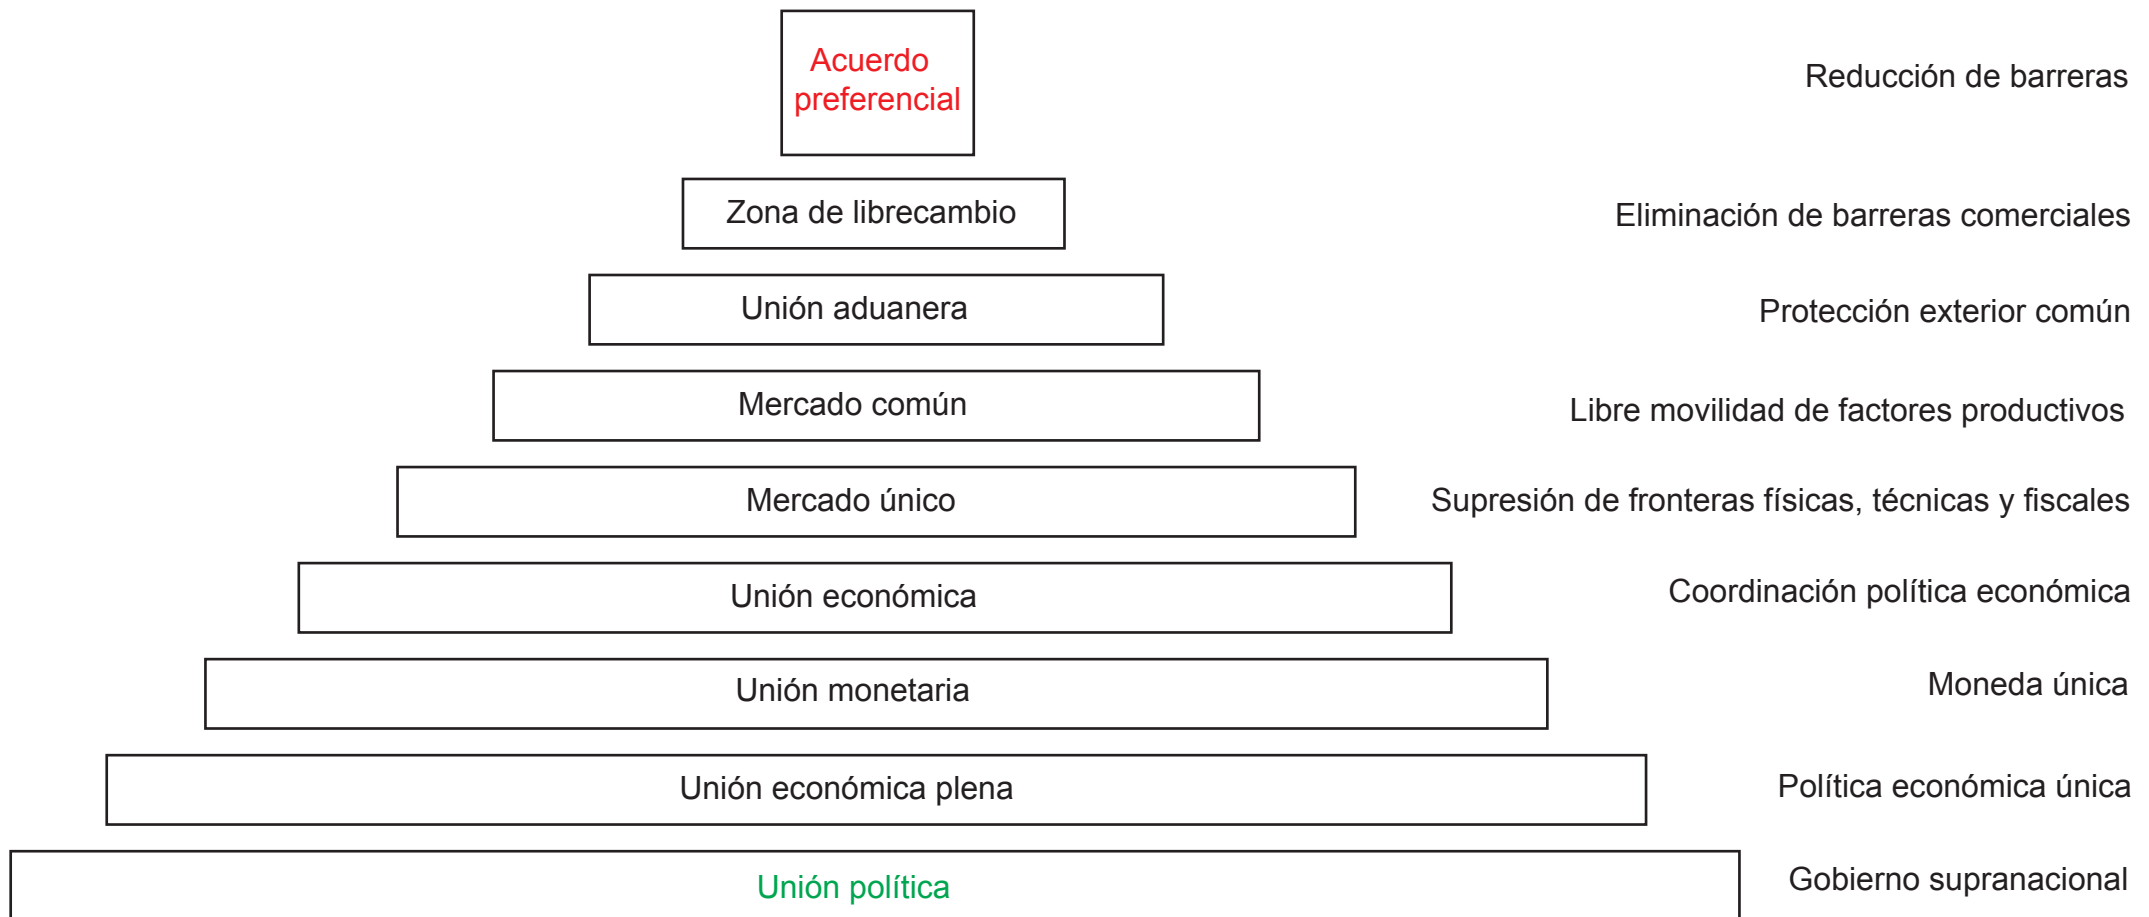 Acuerdo
preferencial
Reducción de barreras
Zona de librecambio
Eliminación de barreras comerciales
Unión aduanera
Protección exterior común
Mercado común
Libre movilidad de factores productivos
Mercado único
Supresión de fronteras físicas, técnicas y fiscales
Unión económica
Coordinación política económica
Unión monetaria
Moneda única
Unión económica plena
Política económica única
Unión política
Gobierno supranacional